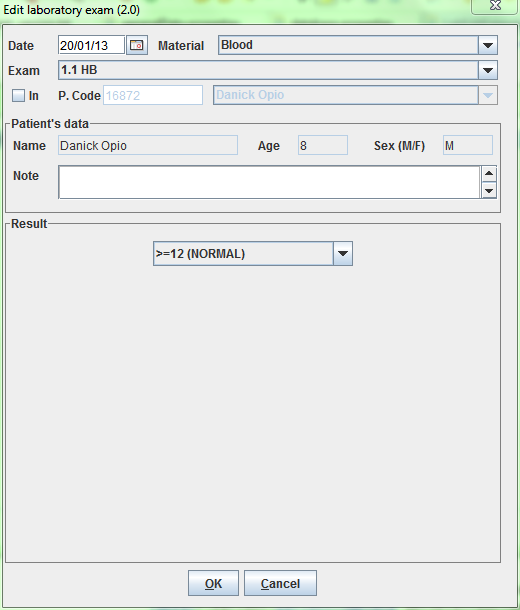 Edit laboratory exam (2.0)
Date 20/01/13 Material Blood
Exam 1.1 HB
In P. Code 16872 Danick Opio
Patient's data
Name Danick Opio Age 8 Sex (M/F) M
Note
Result
>=12 (NORMAL)
OK Cancel